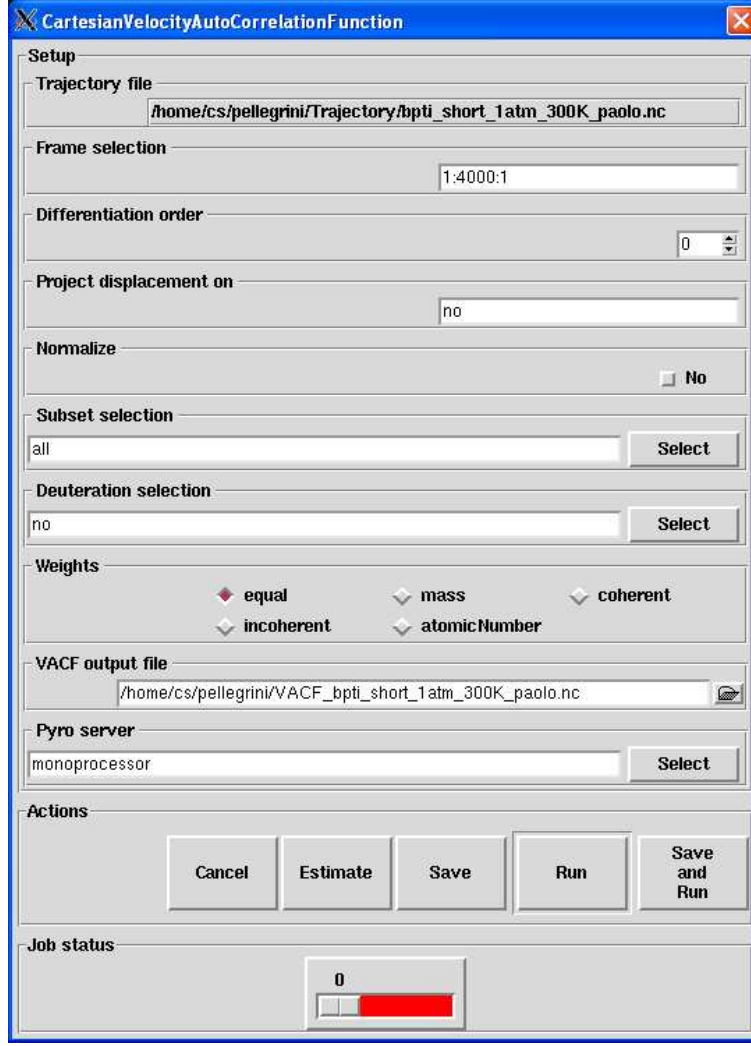 CartesianVelocityAutoCorrelationFunction
Setup
Trajectory file
/home/cs/pellegrini/Trajectory/bpti_short_1atm_300K_paolo.nc
Frame selection
1:4000:1
Differentiation order
0
Project displacement on
no
Normalize
No
Subset selection
all Select
Deuteration selection
no Select
Weights
equal mass coherent
incoherent atomicNumber
VACF output file
/home/cs/pellegrini/VACF_bpti_short_1atm_300K_paolo.nc
Pyro server
monoprocessor Select
Actions
Cancel Estimate Save Run Save and Run
Job status
0